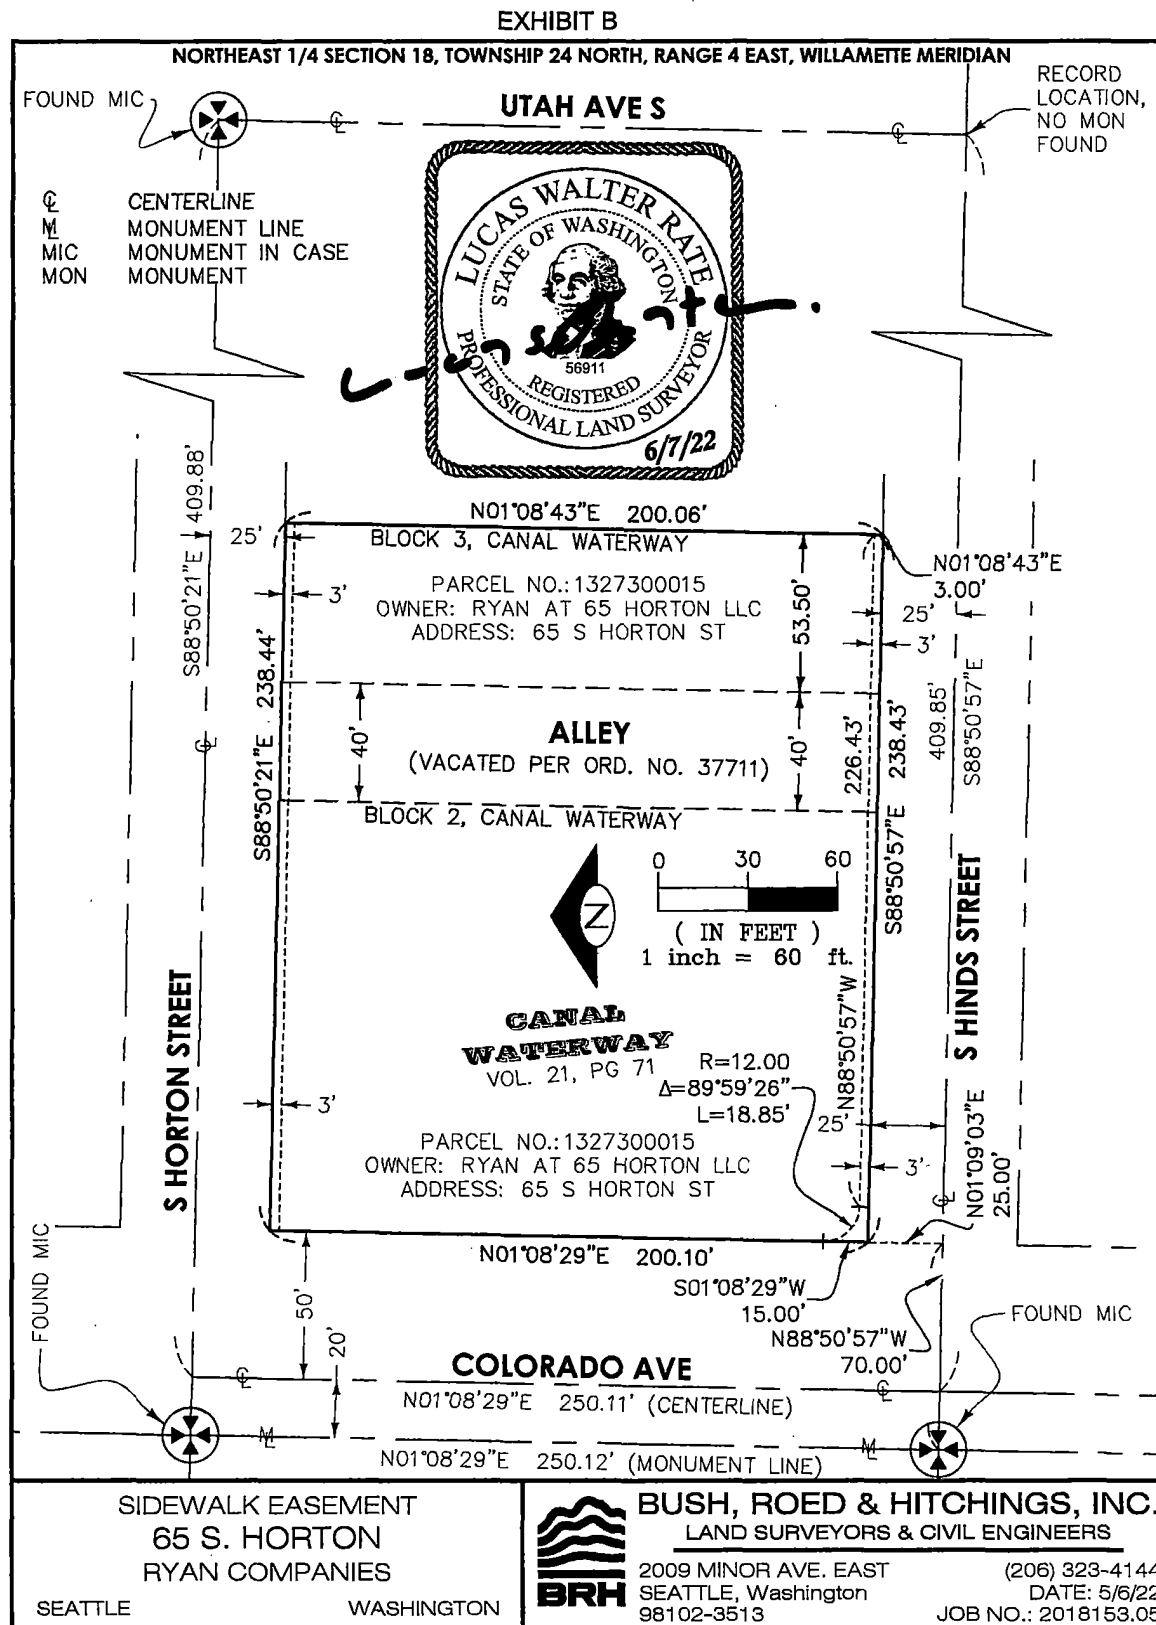 EXHIBIT B
NORTHEAST 1/4 SECTION 18, TOWNSHIP 24 NORTH, RANGE 4 EAST, WILLAMETTE MERIDIAN
FOUND MIC
UTAH AVE S
RECORD
LOCATION,
NO MON
FOUND
℄ CENTERLINE
ML MONUMENT LINE
MIC MONUMENT IN CASE
MON MONUMENT
LUCAS WALTER RATE
STATE OF WASHINGTON
56911
REGISTERED
PROFESSIONAL LAND SURVEYOR
6/7/22
S88°50'21"E 409.88'
N01°08'43"E 200.06'
25'
BLOCK 3, CANAL WATERWAY
N01°08'43"E
3.00'
PARCEL NO.: 1327300015
OWNER: RYAN AT 65 HORTON LLC
ADDRESS: 65 S HORTON ST
3'
53.50'
25'
3'
S88°50'21"E 238.44'
40'
ALLEY
(VACATED PER ORD. NO. 37711)
40'
226.43'
S88°50'57"E 238.43'
409.85'
S88°50'57"E
℄
BLOCK 2, CANAL WATERWAY
0 30 60
( IN FEET )
1 inch = 60 ft.
N
S HORTON STREET
S HINDS STREET
CANAL
WATERWAY
VOL. 21, PG 71
R=12.00
Δ=89°59'26"
L=18.85'
N88°50'57"W
3'
25'
PARCEL NO.: 1327300015
OWNER: RYAN AT 65 HORTON LLC
ADDRESS: 65 S HORTON ST
3'
℄
N01°09'03"E
25.00'
N01°08'29"E 200.10'
S01°08'29"W
15.00'
N88°50'57"W
70.00'
FOUND MIC
50'
20'
FOUND MIC
COLORADO AVE
℄
℄
N01°08'29"E 250.11' (CENTERLINE)
ML
ML
N01°08'29"E 250.12' (MONUMENT LINE)
SIDEWALK EASEMENT
65 S. HORTON
RYAN COMPANIES
SEATTLE WASHINGTON
BRH
BUSH, ROED & HITCHINGS, INC.
LAND SURVEYORS & CIVIL ENGINEERS
2009 MINOR AVE. EAST (206) 323-4144
SEATTLE, Washington DATE: 5/6/22
98102-3513 JOB NO.: 2018153.05